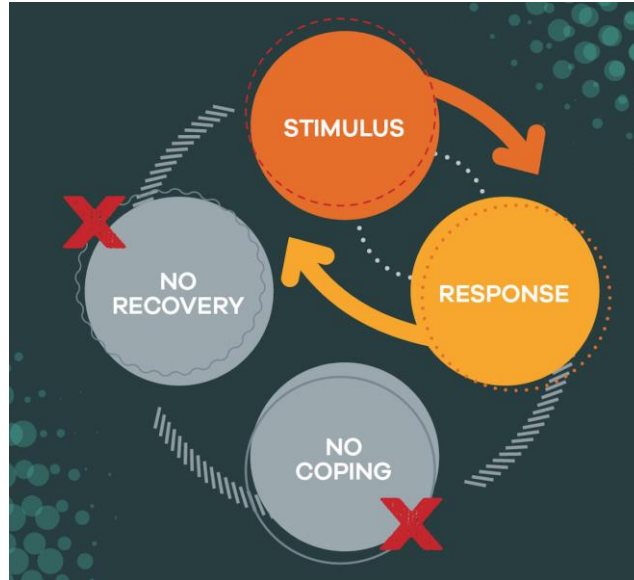 STIMULUS
RESPONSE
NO
RECOVERY
NO
COPING
X
X